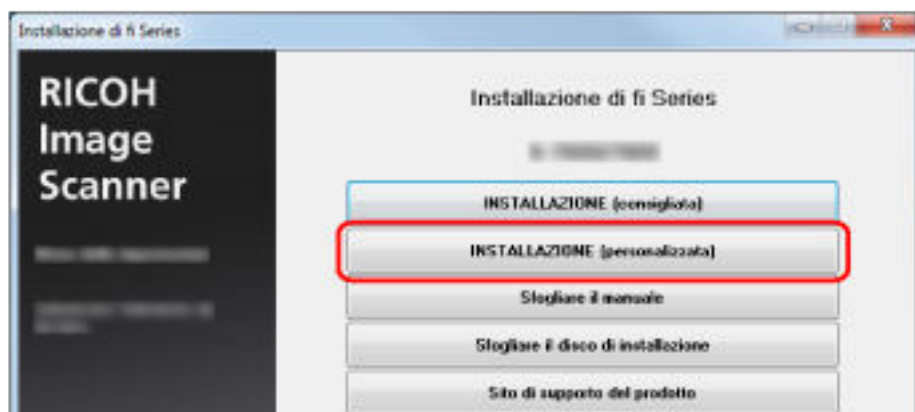 Installazione di fi Series
RICOH
Image
Scanner
Installazione di fi Series
INSTALLAZIONE (consigliata)
INSTALLAZIONE (personalizzata)
Sfogliare il manuale
Sfogliare il disco di installazione
Sito di supporto del prodotto